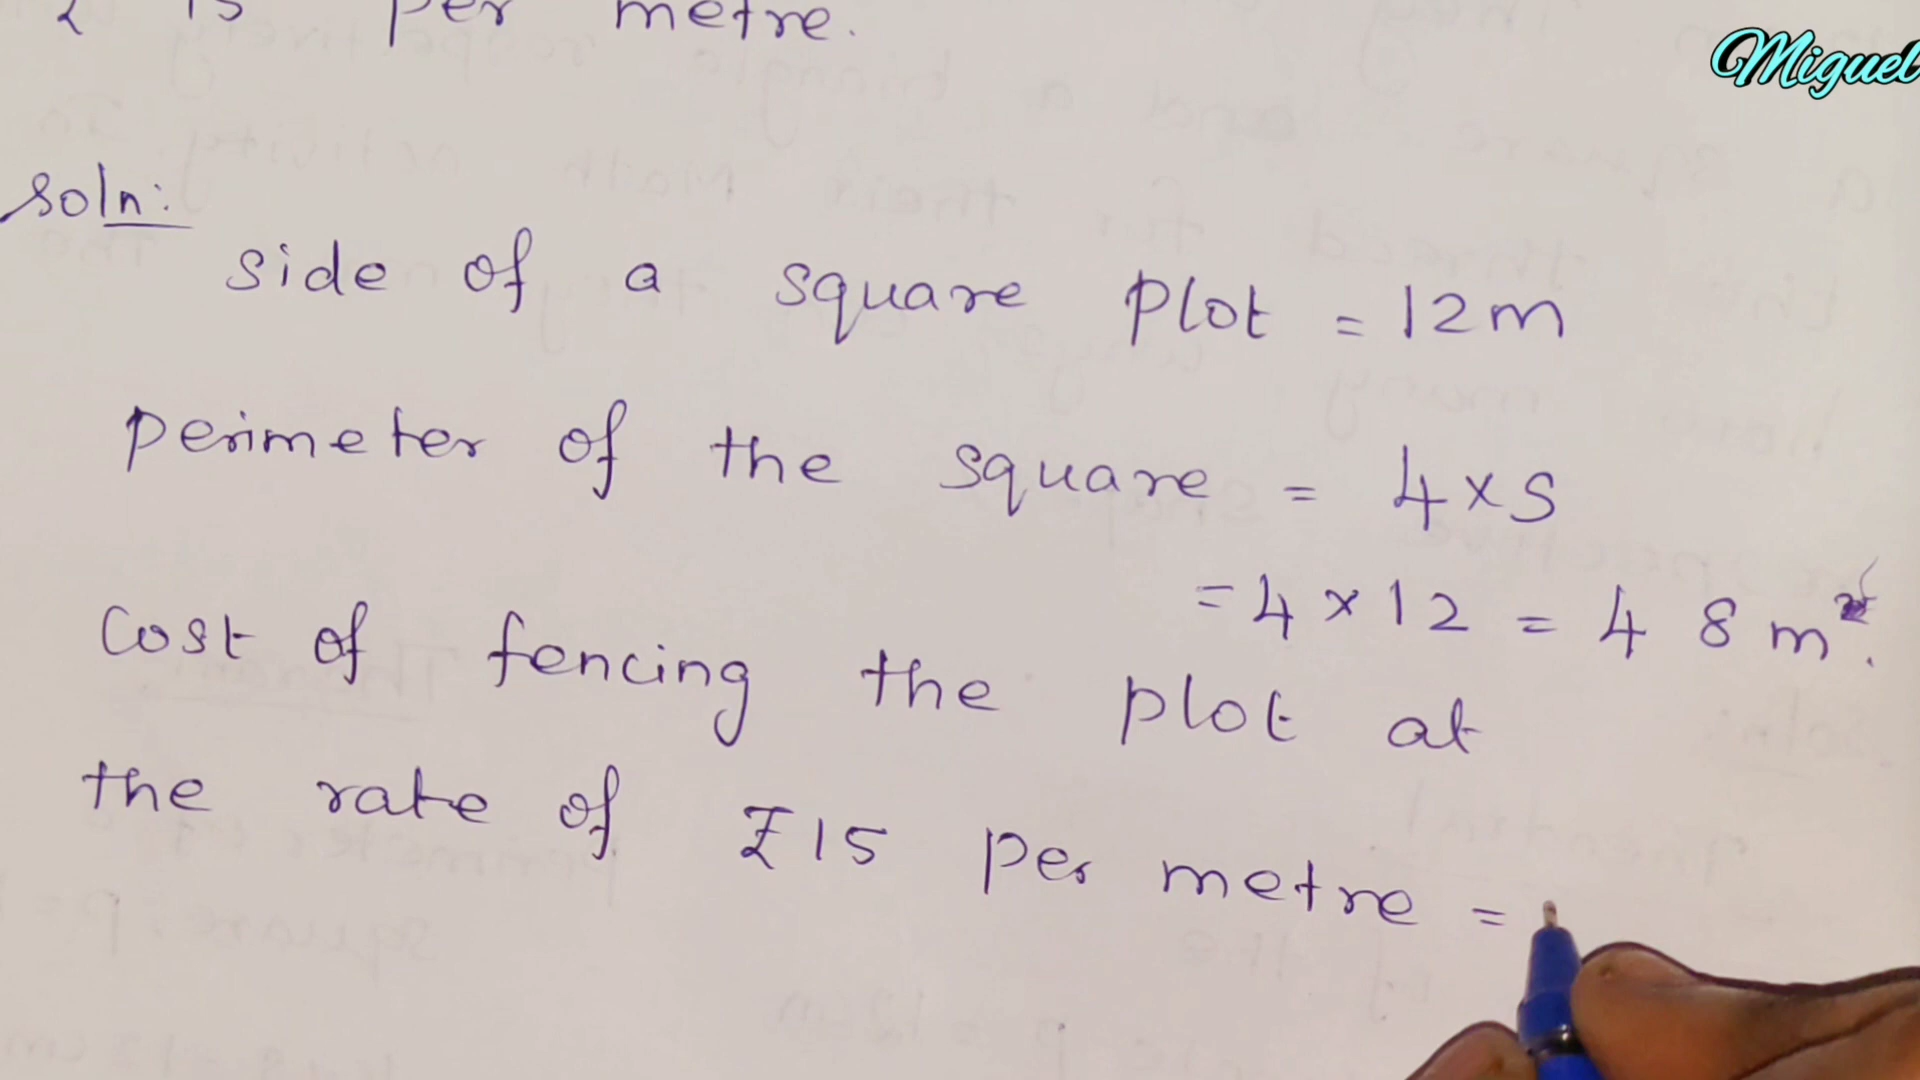 ₹ 15 per metre.
Miguel
soln:
side of a square plot = 12m
perimeter of the square = 4×S
= 4×12 = 48 m.
cost of fencing the plot at
the rate of ₹15 per metre =